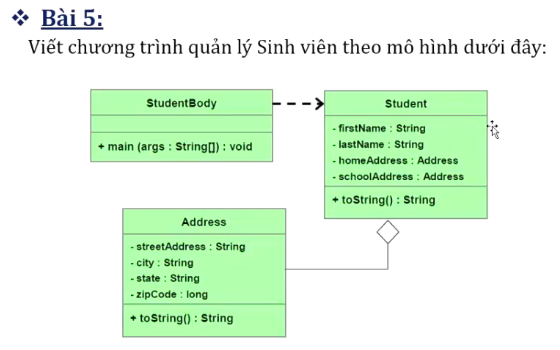 ❖ Bài 5:
Viết chương trình quản lý Sinh viên theo mô hình dưới đây:
StudentBody
+ main (args : String[]) : void
Student
- firstName : String
- lastName : String
- homeAddress : Address
- schoolAddress : Address
+ toString() : String
Address
- streetAddress : String
- city : String
- state : String
- zipCode : long
+ toString() : String